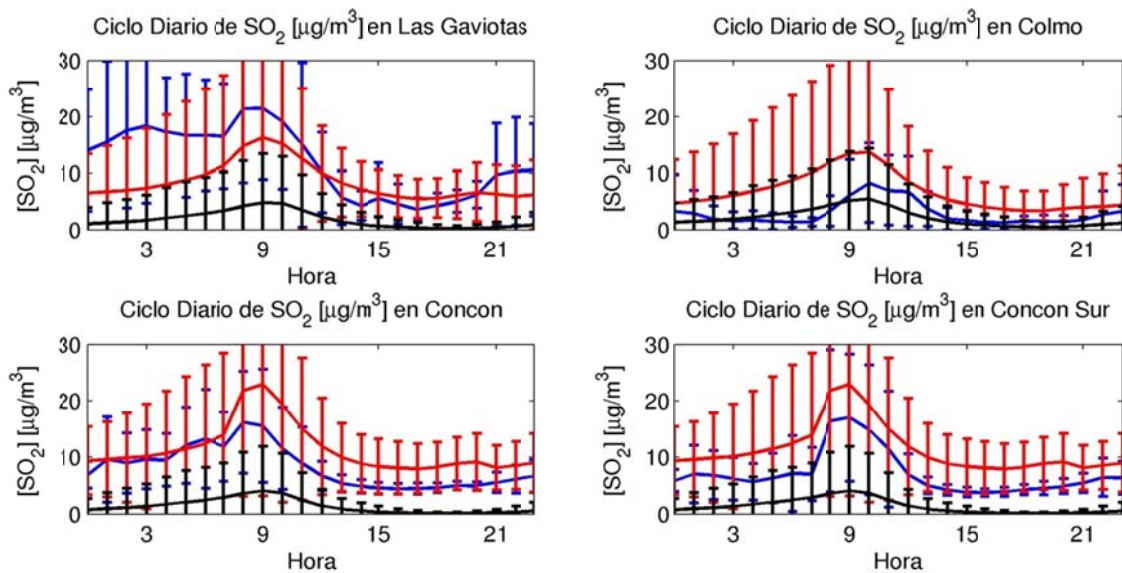 Ciclo Diario de SO2 [µg/m3] en Las Gaviotas
[SO2] [µg/m3]
30
20
10
0
3 9 15 21
Hora
Ciclo Diario de SO2 [µg/m3] en Colmo
[SO2] [µg/m3]
30
20
10
0
3 9 15 21
Hora
Ciclo Diario de SO2 [µg/m3] en Concon
[SO2] [µg/m3]
30
20
10
0
3 9 15 21
Hora
Ciclo Diario de SO2 [µg/m3] en Concon Sur
[SO2] [µg/m3]
30
20
10
0
3 9 15 21
Hora